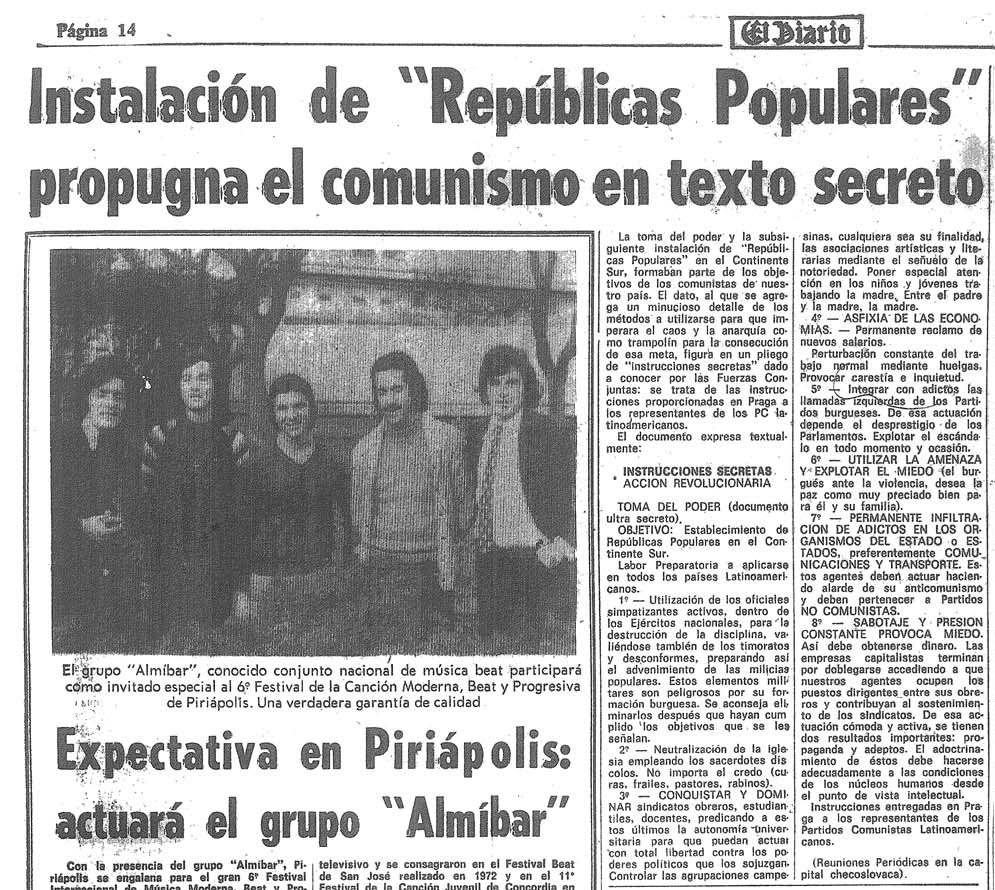 Página 14
El Diario
Instalación de "Repúblicas Populares"
propugna el comunismo en texto secreto
El grupo "Almíbar", conocido conjunto nacional de música beat participará
como invitado especial al 6º Festival de la Canción Moderna, Beat y Progresiva
de Piriápolis. Una verdadera garantía de calidad
Expectativa en Piriápolis:
actuará el grupo "Almíbar"
Con la presencia del grupo "Almíbar", Pi-
riápolis se engalana para el gran 6º Festival
Internacional de Música Moderna, Beat y Pro-
televisivo y se consagraron en el Festival Beat
de San José realizado en 1972 y en el 11º
Festival de la Canción Juvenil de Concordia en
La toma del poder y la subsi-
guiente instalación de "Repúbli-
cas Populares" en el Continente
Sur, formaban parte de los obje-
tivos de los comunistas de nues-
tro país. El dato, al que se agre-
ga un minucioso detalle de los
métodos a utilizarse para que im-
perara el caos y la anarquía co-
mo trampolín para la consecución
de esa meta, figura en un pliego
de "instrucciones secretas" dado
a conocer por las Fuerzas Con-
juntas: se trata de las instruc-
ciones proporcionadas en Praga a
los representantes de los PC la-
tinoamericanos.
El documento expresa textual-
mente:
INSTRUCCIONES SECRETAS
ACCION REVOLUCIONARIA
TOMA DEL PODER (documento
ultra secreto).
OBJETIVO: Establecimiento de
Repúblicas Populares en el Con-
tinente Sur.
Labor Preparatoria a aplicarse
en todos los países Latinoameri-
canos.
1º — Utilización de los oficiales
simpatizantes activos, dentro de
los Ejércitos nacionales, para la
destrucción de la disciplina, va-
liéndose también de los timoratos
y desconformes, preparando así
el advenimiento de las milicias
populares. Estos elementos mili
tares son peligrosos por su for-
mación burguesa. Se aconseja eli-
minarlos después que hayan cum
plido los objetivos que se les
señalan.
2º — Neutralización de la igle
sia empleando los sacerdotes dís
colos. No importa el credo (cu-
ras, frailes, pastores, rabinos).
3º — CONQUISTAR Y DOMI-
NAR sindicatos obreros, estudian-
tiles, docentes, predicando a es-
tos últimos la autonomía univer-
sitaria para que puedan actuar
con total libertad contra los po-
deres políticos que los sojuzgan.
Controlar las agrupaciones campe-
sinas, cualquiera sea su finalidad,
las asociaciones artísticas y lite-
rarias mediante el señuelo de la
notoriedad. Poner especial aten-
ción en los niños y jóvenes tra-
bajando la madre. Entre el padre
y la madre, la madre.
4º — ASFIXIA DE LAS ECONO-
MIAS. — Permanente reclamo de
nuevos salarios.
Perturbación constante del tra-
bajo normal mediante huelgas.
Provocar carestía e inquietud.
5º — Integrar con adictos las
llamadas izquierdas de los Parti-
dos burgueses. De esa actuación
depende el desprestigio de los
Parlamentos. Explotar el escánda-
lo en todo momento y ocasión.
6º — UTILIZAR LA AMENAZA
Y EXPLOTAR EL MIEDO (el bur-
gués ante la violencia, desea la
paz como muy preciado bien pa-
ra él y su familia).
7º — PERMANENTE INFILTRA-
CION DE ADICTOS EN LOS OR-
GANISMOS DEL ESTADO o ES-
TADOS, preferentemente COMU-
NICACIONES Y TRANSPORTE. Es-
tos agentes deben actuar hacien-
do alarde de su anticomunismo
y deben pertenecer a Partidos
NO COMUNISTAS.
8º — SABOTAJE Y PRESION
CONSTANTE PROVOCA MIEDO.
Así debe obtenerse dinero. Las
empresas capitalistas terminan
por doblegarse accediendo a que
nuestros agentes ocupen los
puestos dirigentes entre sus obre-
ros y contribuyan al sostenimien-
to de los sindicatos. De esa ac-
tuación cómoda y activa, se tienen
dos resultados importantes: pro-
paganda y adeptos. El adoctrina-
miento de éstos debe hacerse
adecuadamente a las condiciones
de los núcleos humanos desde
el punto de vista intelectual.
Instrucciones entregadas en Pra-
ga a los representantes de los
Partidos Comunistas Latinoameri-
canos.
(Reuniones Periódicas en la ca-
pital checoslovaca).